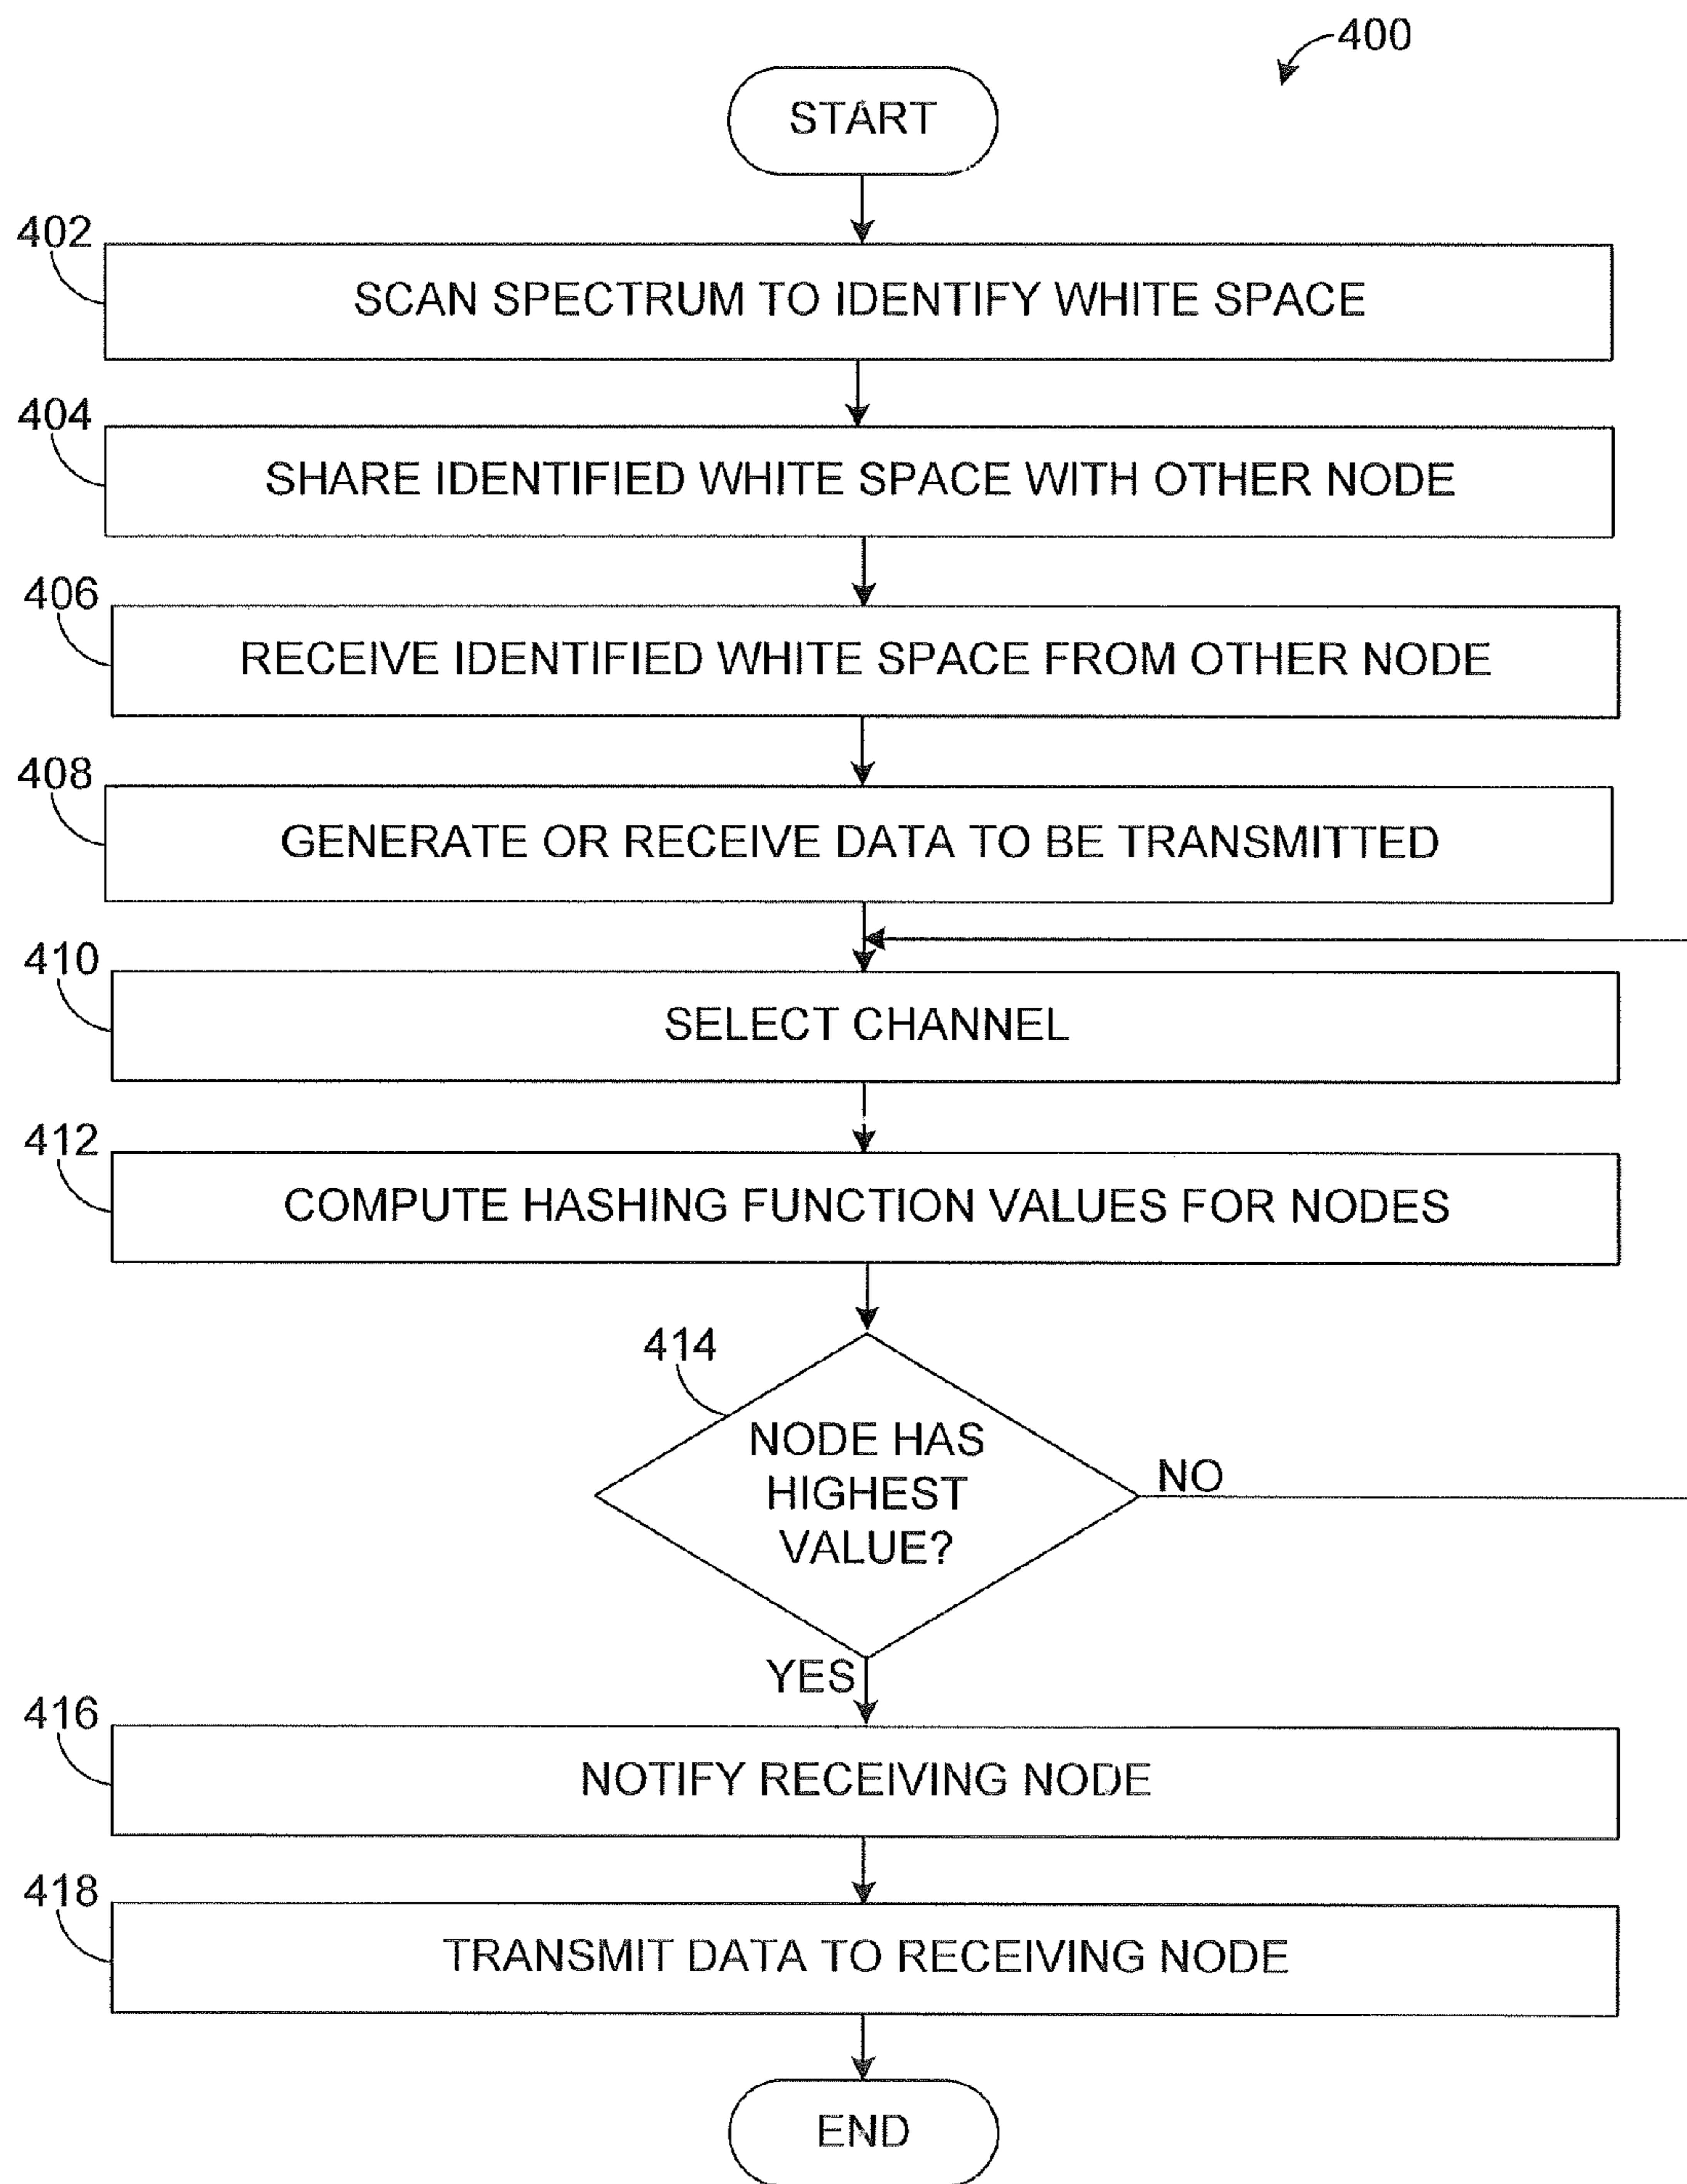 400
START
402
SCAN SPECTRUM TO IDENTIFY WHITE SPACE
404
SHARE IDENTIFIED WHITE SPACE WITH OTHER NODE
406
RECEIVE IDENTIFIED WHITE SPACE FROM OTHER NODE
408
GENERATE OR RECEIVE DATA TO BE TRANSMITTED
410
SELECT CHANNEL
412
COMPUTE HASHING FUNCTION VALUES FOR NODES
414
NODE HAS
HIGHEST
VALUE?
NO
YES
416
NOTIFY RECEIVING NODE
418
TRANSMIT DATA TO RECEIVING NODE
END